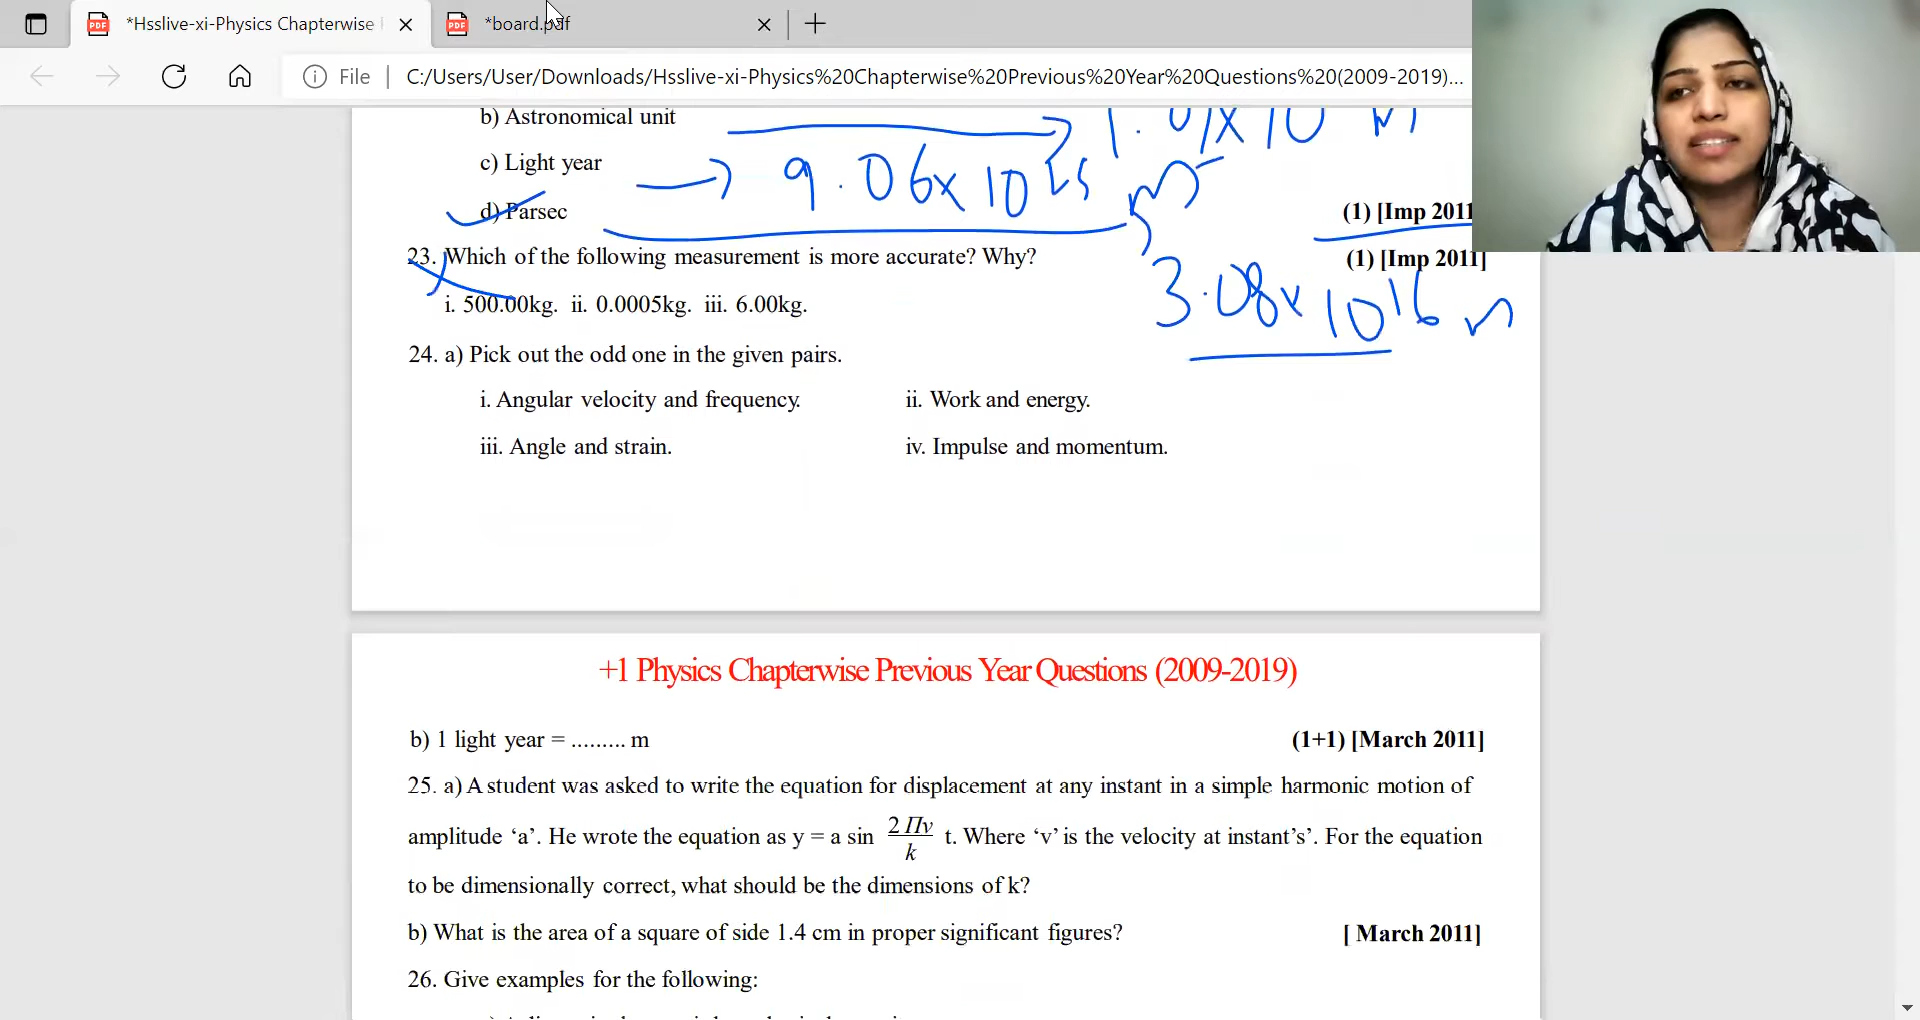 *Hsslive-xi-Physics Chapterwise
*board.pdf
File
C:/Users/User/Downloads/Hsslive-xi-Physics%20Chapterwise%20Previous%20Year%20Questions%20(2009-2019)...
b) Astronomical unit
c) Light year
9.06x10 15 m
d) Parsec
(1) [Imp 2011
23. Which of the following measurement is more accurate? Why?
(1) [Imp 2011]
i. 500.00kg. ii. 0.0005kg. iii. 6.00kg.
3.08x 10 16 m
24. a) Pick out the odd one in the given pairs.
i. Angular velocity and frequency.
ii. Work and energy.
iii. Angle and strain.
iv. Impulse and momentum.
+1 Physics Chapterwise Previous Year Questions (2009-2019)
b) 1 light year = ......... m
(1+1) [March 2011]
25. a) A student was asked to write the equation for displacement at any instant in a simple harmonic motion of
amplitude ‘a’. He wrote the equation as y = a sin 2Πv/k t. Where ‘v’ is the velocity at instant’s’. For the equation
to be dimensionally correct, what should be the dimensions of k?
b) What is the area of a square of side 1.4 cm in proper significant figures?
[ March 2011]
26. Give examples for the following: